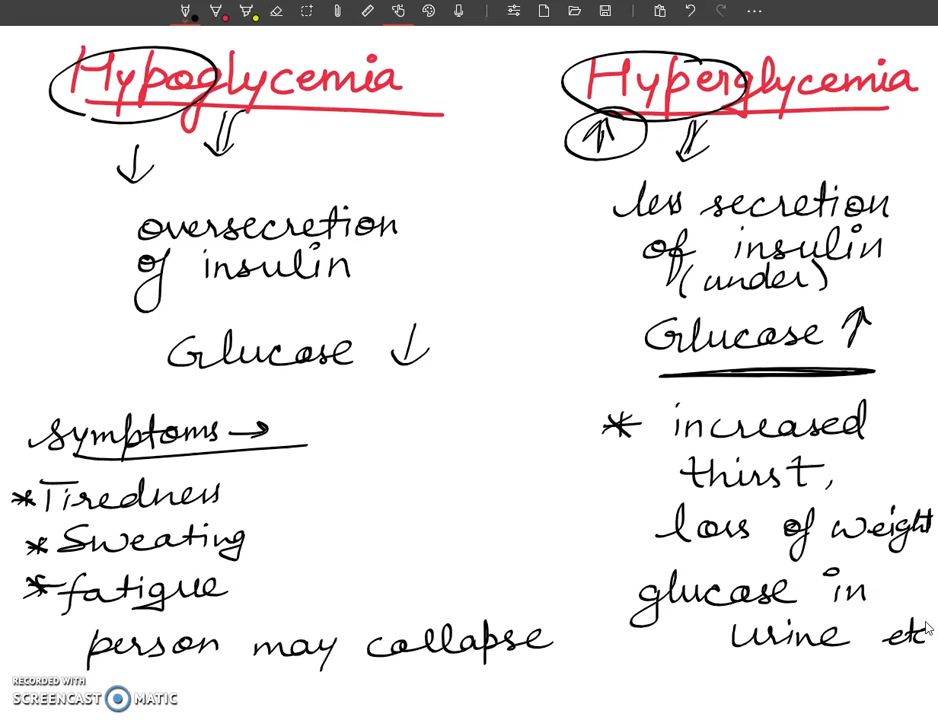 Hypoglycemia
oversecretion
of insulin
Glucose ↓
Symptoms →
* Tiredness
* Sweating
* fatigue
person may collapse
Hyperglycemia
less secretion
of insulin
(under)
Glucose ↑
* increased
thirst,
loss of weight
glucose in
urine etc
RECORDED WITH
SCREENCAST MATIC